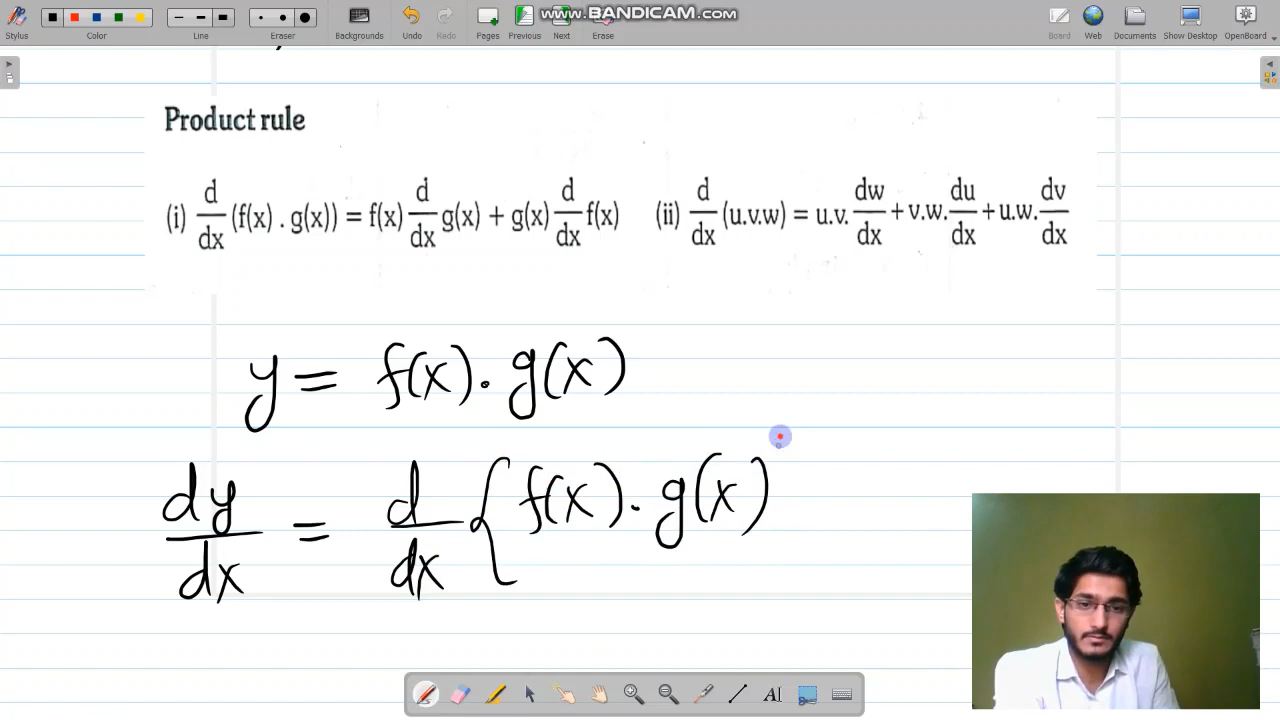 Stylus Color Line Eraser Backgrounds Undo Redo Pages Previous Next Erase Board Web Documents Show Desktop OpenBoard
www.BANDICAM.com
Product rule
(i) d/dx (f(x) . g(x)) = f(x) d/dx g(x) + g(x) d/dx f(x) (ii) d/dx (u.v.w) = u.v. dw/dx + v.w. du/dx + u.w. dv/dx
y = f(x) . g(x)
dy/dx = d/dx { f(x) . g(x)